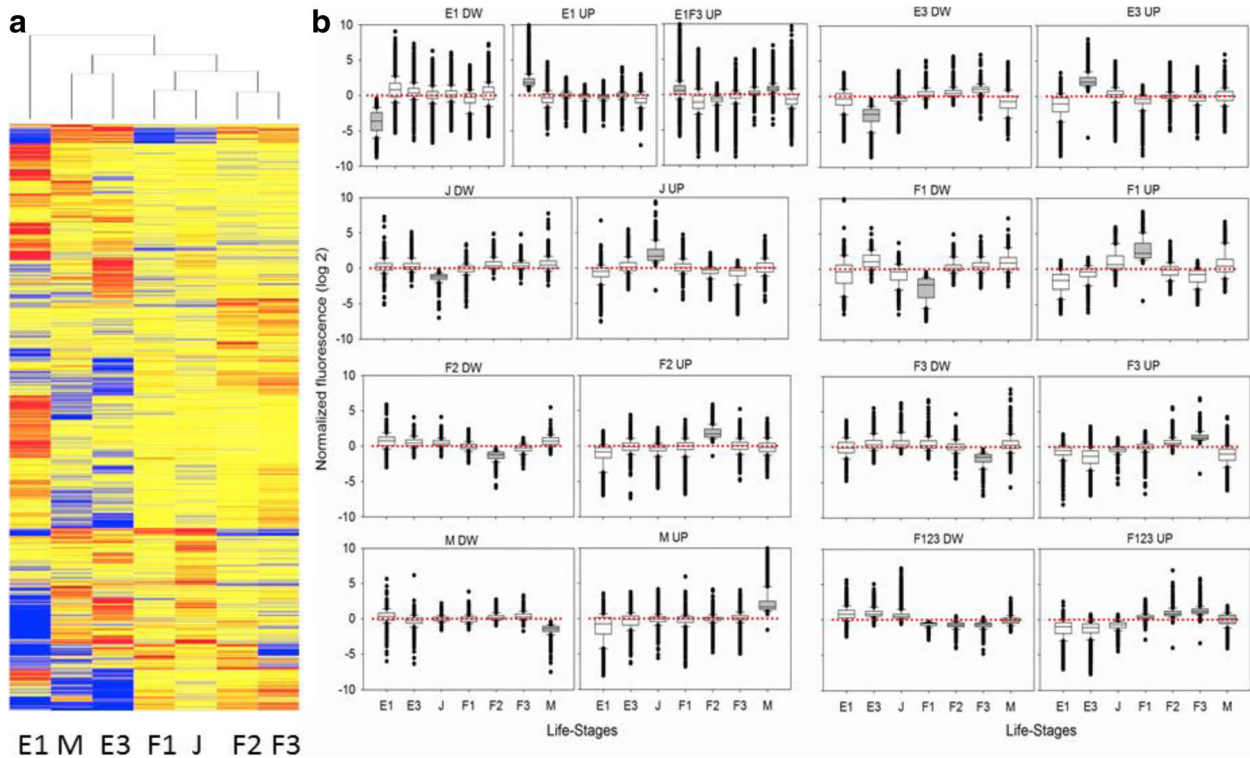 a
b
E1 DW
E1 UP
E1F3 UP
E3 DW
E3 UP
10
5
0
-5
-10
J DW
J UP
F1 DW
F1 UP
10
5
0
-5
-10
F2 DW
F2 UP
F3 DW
F3 UP
10
5
0
-5
-10
M DW
M UP
F123 DW
F123 UP
10
5
0
-5
-10
Normalized fluorescence (log 2)
E1 E3 J F1 F2 F3 M
E1 E3 J F1 F2 F3 M
E1 E3 J F1 F2 F3 M
E1 E3 J F1 F2 F3 M
Life-Stages
Life-Stages
E1 M E3 F1 J F2 F3